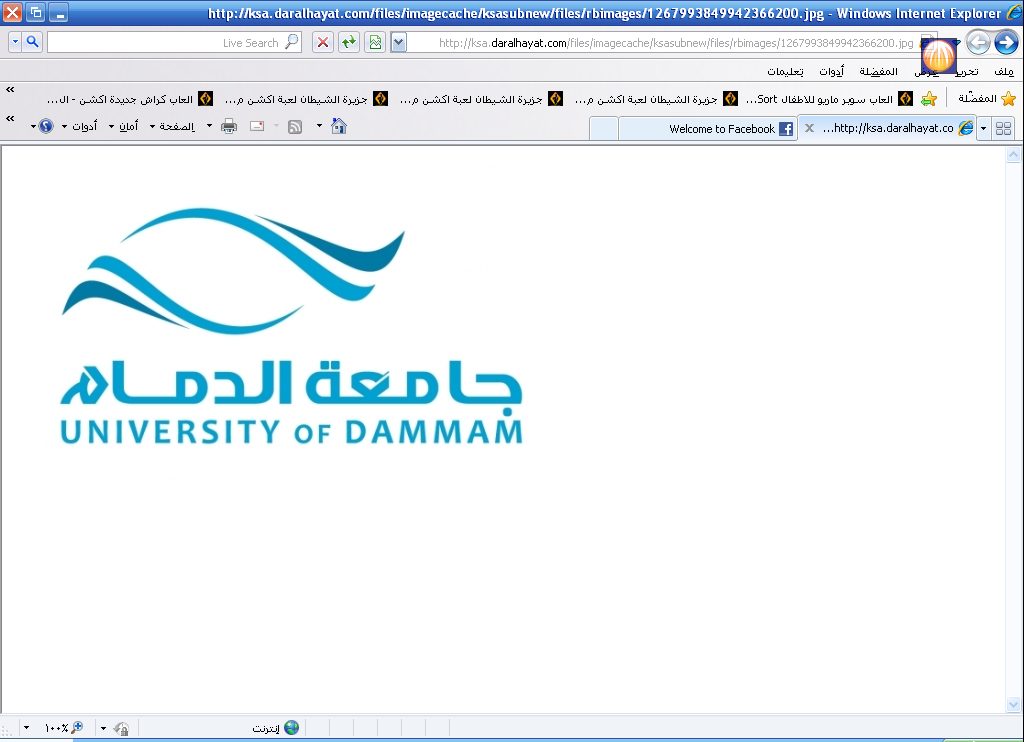 http://ksa.daralhayat.com/files/imagecache/ksasubnew/files/rbimages/1267993849942366200.jpg - Windows Internet Explorer
http://ksa.daralhayat.com/files/imagecache/ksasubnew/files/rbimages/1267993849942366200.jpg
Live Search
ملف تحرير المفضلة أدوات تعليمات
المفضلة
العاب سوبر ماريو للاطفال Sort...
جزيرة الشيطان لعبة اكشن م...
جزيرة الشيطان لعبة اكشن م...
جزيرة الشيطان لعبة اكشن م...
العاب كراش جديدة اكشن - ال...
http://ksa.daralhayat.co...
Welcome to Facebook
الصفحة أمان أدوات
جامعة الدمام
UNIVERSITY OF DAMMAM
إنترنت
١٠٠%